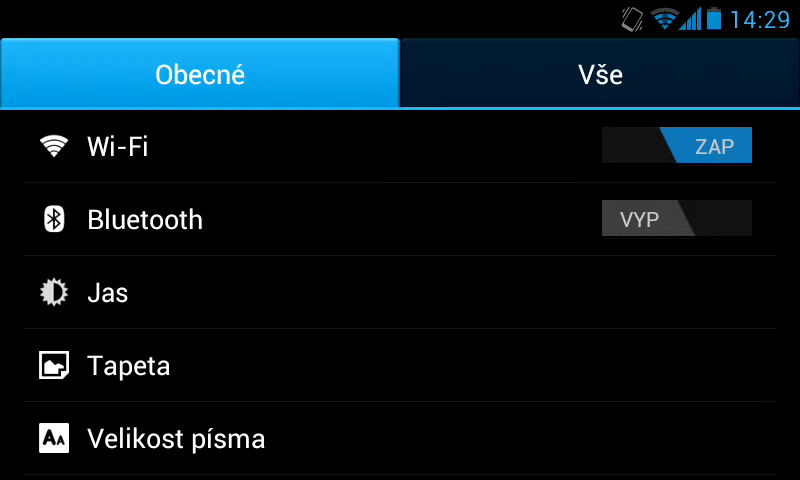 14:29
Obecné
Vše
Wi-Fi
ZAP
Bluetooth
VYP
Jas
Tapeta
Velikost písma